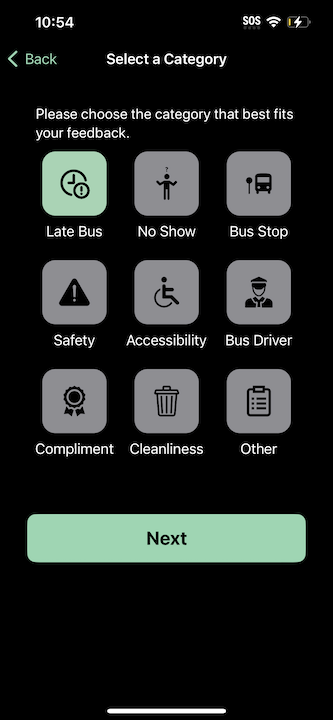 10:54
SOS
Back
Select a Category
Please choose the category that best fits
your feedback.
Late Bus
No Show
Bus Stop
Safety
Accessibility
Bus Driver
Compliment
Cleanliness
Other
Next